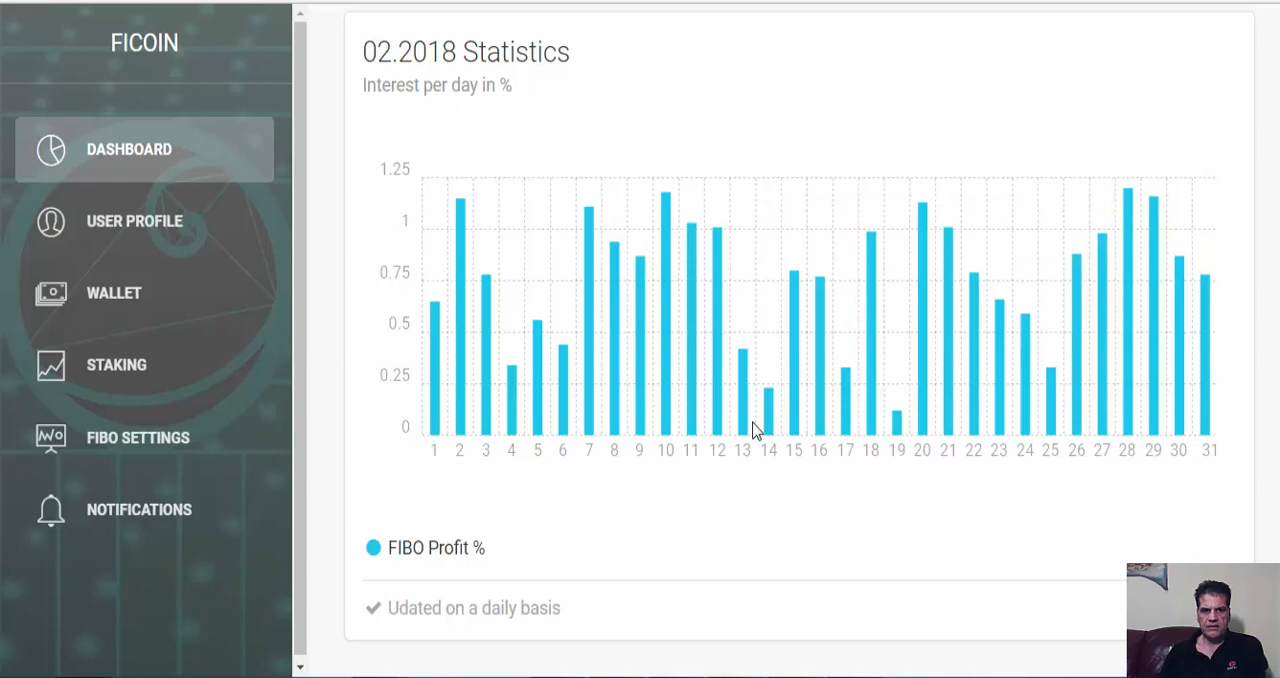 FICOIN
DASHBOARD
USER PROFILE
WALLET
STAKING
FIBO SETTINGS
NOTIFICATIONS
02.2018 Statistics
Interest per day in %
1.25
1
0.75
0.5
0.25
0
1 2 3 4 5 6 7 8 9 10 11 12 13 14 15 16 17 18 19 20 21 22 23 24 25 26 27 28 29 30 31
FIBO Profit %
Udated on a daily basis